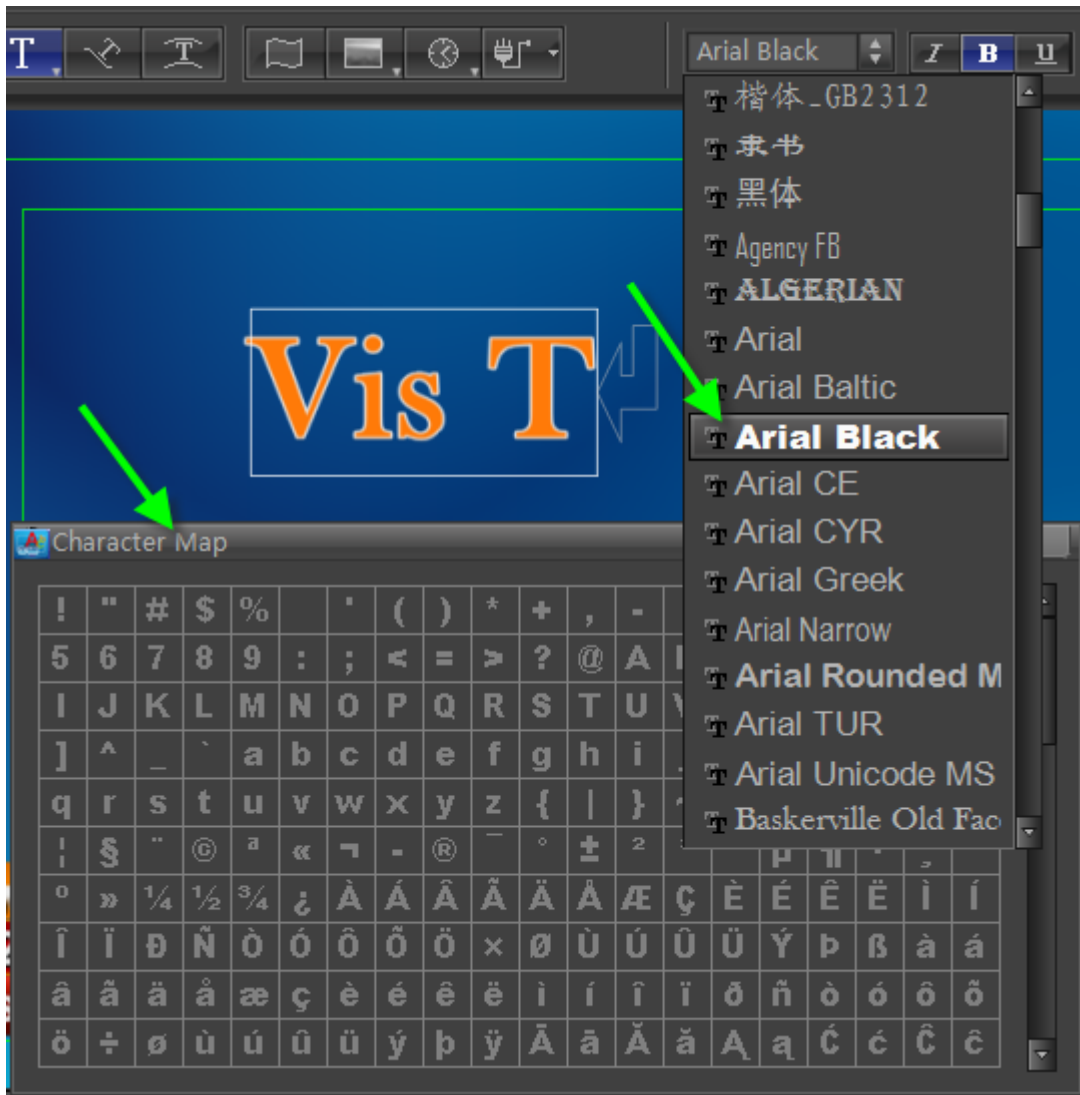 T T Arial Black I B U
楷体_GB2312
隶书
黑体
Agency FB
ALGERIAN
Arial
Arial Baltic
Arial Black
Arial CE
Arial CYR
Arial Greek
Arial Narrow
Arial Rounded M
Arial TUR
Arial Unicode MS
Baskerville Old Fac
Vis T
Character Map
! " # $ % ' ( ) * + , -
5 6 7 8 9 : ; < = > ? @ A
I J K L M N O P Q R S T U
] ^ _ ` a b c d e f g h i
q r s t u v w x y z { | }
¦ § ¨ © ª « ¬ - ® ¯ ° ± ²
º » ¼ ½ ¾ ¿ À Á Â Ã Ä Å Æ Ç È É Ê Ë Ì Í
Î Ï Ð Ñ Ò Ó Ô Õ Ö × Ø Ù Ú Û Ü Ý Þ ß à á
â ã ä å æ ç è é ê ë ì í î ï ð ñ ò ó ô õ
ö ÷ ø ù ú û ü ý þ ÿ Ā ā Ă ă Ą ą Ć ć Ĉ ĉ